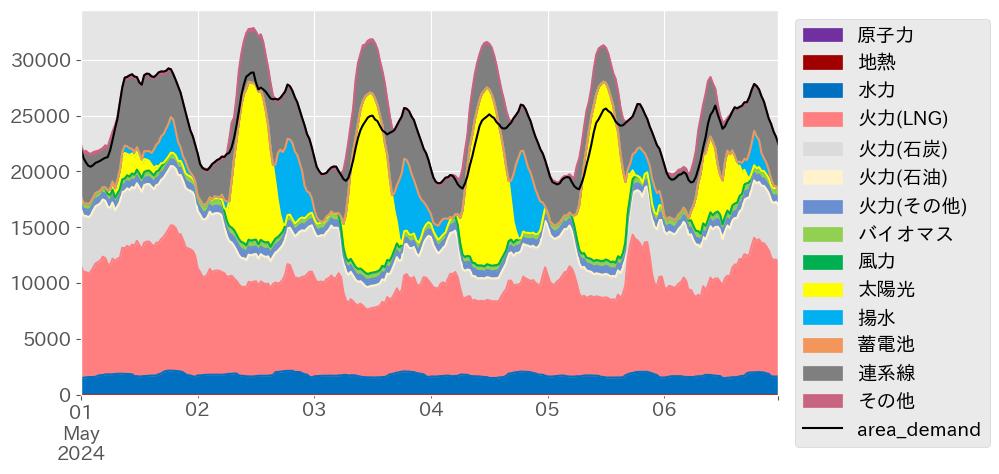 30000
25000
20000
15000
10000
5000
0
01
02
03
04
05
06
May
2024
原子力
地熱
水力
火力(LNG)
火力(石炭)
火力(石油)
火力(その他)
バイオマス
風力
太陽光
揚水
蓄電池
連系線
その他
area_demand